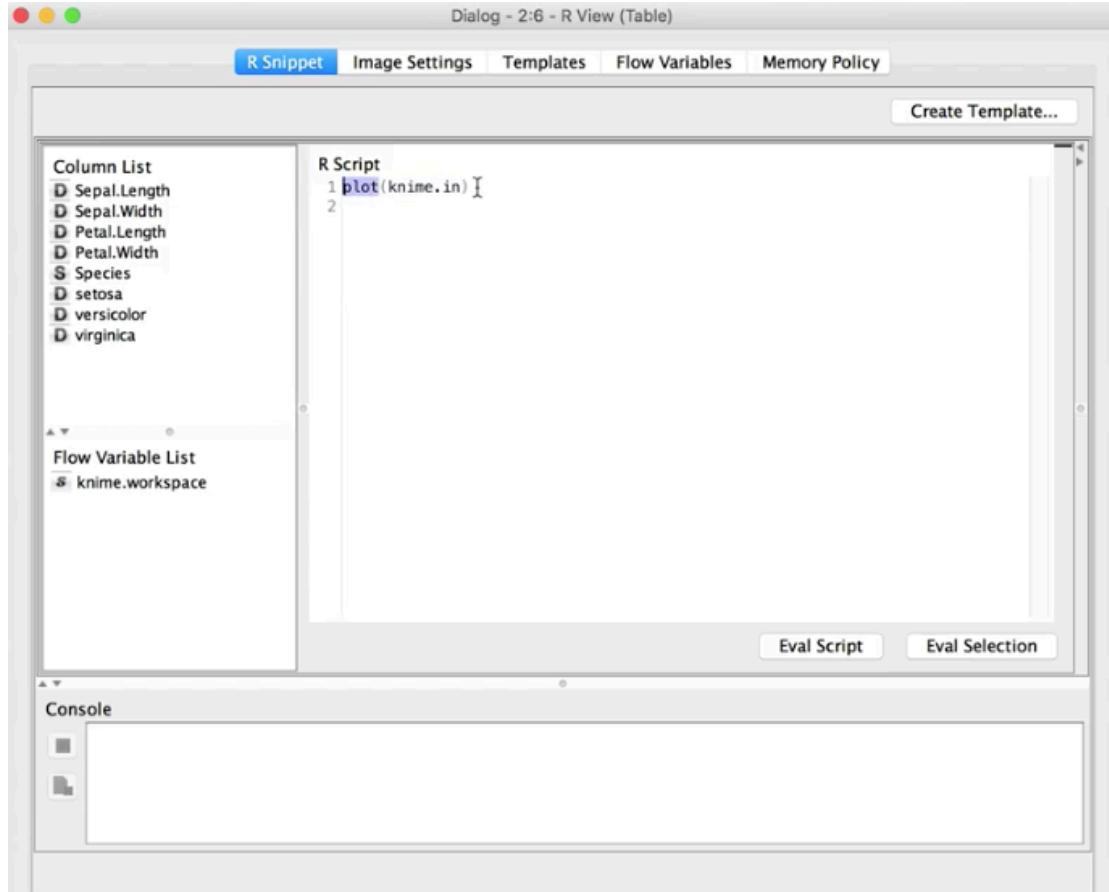 Dialog - 2:6 - R View (Table)
R Snippet Image Settings Templates Flow Variables Memory Policy
Create Template...
Column List
D Sepal.Length
D Sepal.Width
D Petal.Length
D Petal.Width
S Species
D setosa
D versicolor
D virginica
Flow Variable List
s knime.workspace
R Script
1 plot(knime.in)
2
Eval Script Eval Selection
Console